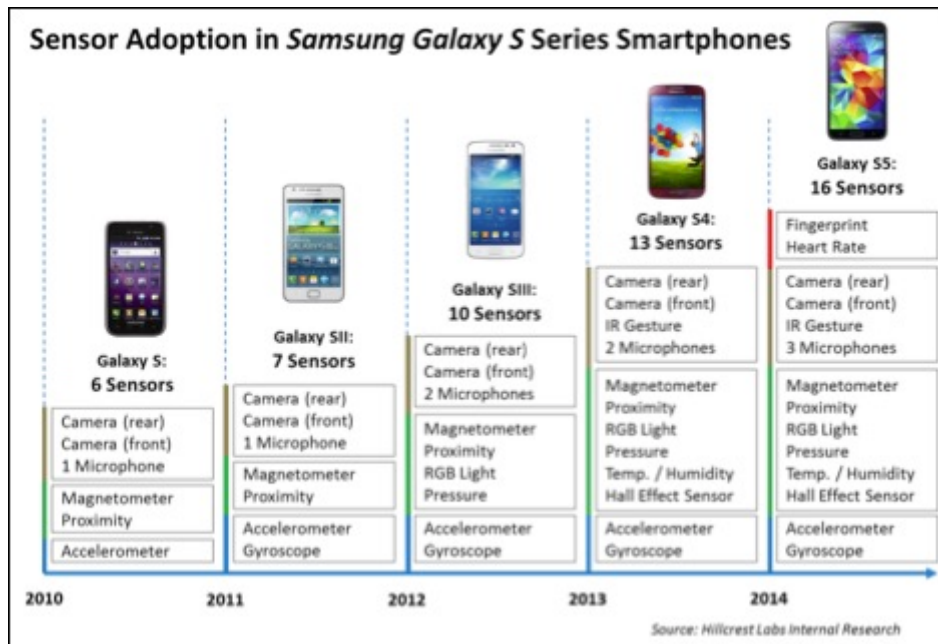 Sensor Adoption in Samsung Galaxy S Series Smartphones
Galaxy S:
6 Sensors
Camera (rear)
Camera (front)
1 Microphone
Magnetometer
Proximity
Accelerometer
Galaxy SII:
7 Sensors
Camera (rear)
Camera (front)
1 Microphone
Magnetometer
Proximity
Accelerometer
Gyroscope
Galaxy SIII:
10 Sensors
Camera (rear)
Camera (front)
2 Microphones
Magnetometer
Proximity
RGB Light
Pressure
Accelerometer
Gyroscope
Galaxy S4:
13 Sensors
Camera (rear)
Camera (front)
IR Gesture
2 Microphones
Magnetometer
Proximity
RGB Light
Pressure
Temp. / Humidity
Hall Effect Sensor
Accelerometer
Gyroscope
Galaxy S5:
16 Sensors
Fingerprint
Heart Rate
Camera (rear)
Camera (front)
IR Gesture
3 Microphones
Magnetometer
Proximity
RGB Light
Pressure
Temp. / Humidity
Hall Effect Sensor
Accelerometer
Gyroscope
2010
2011
2012
2013
2014
Source: Hillcrest Labs Internal Research